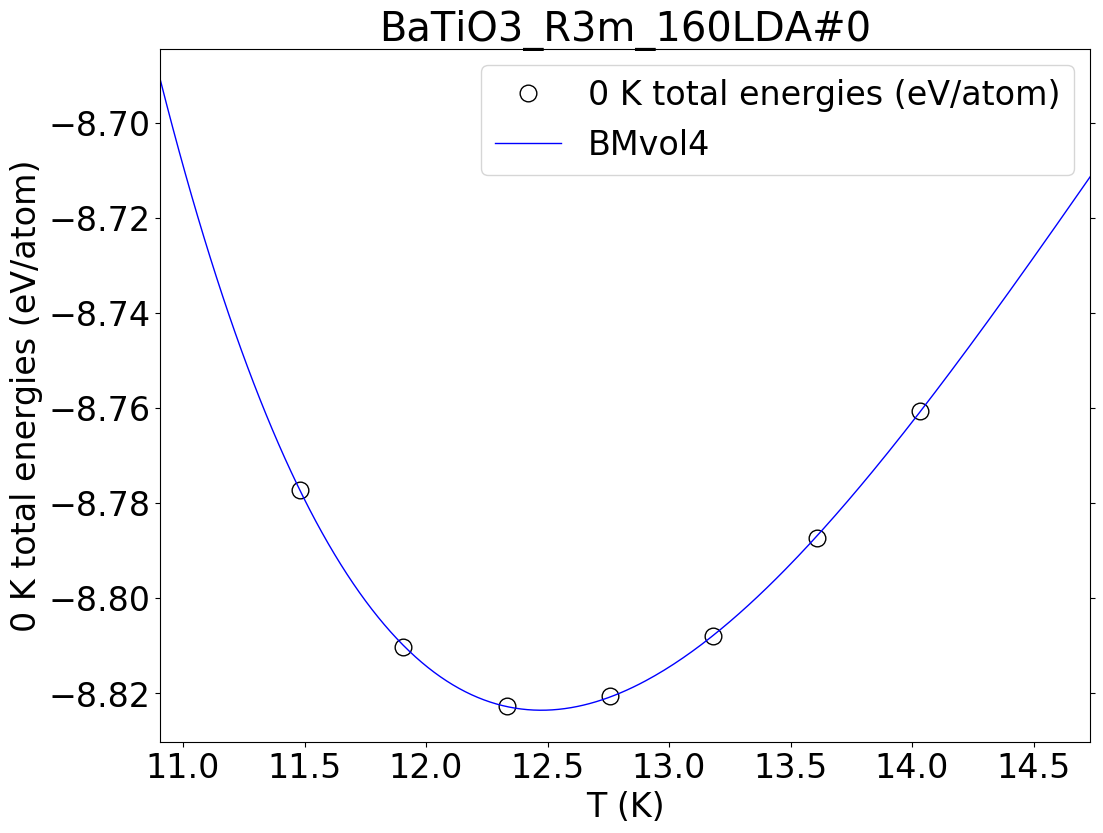 BaTiO3_R3m_160LDA#0
0 K total energies (eV/atom)
BMvol4
0 K total energies (eV/atom)
−8.70
−8.72
−8.74
−8.76
−8.78
−8.80
−8.82
11.0 11.5 12.0 12.5 13.0 13.5 14.0 14.5
T (K)